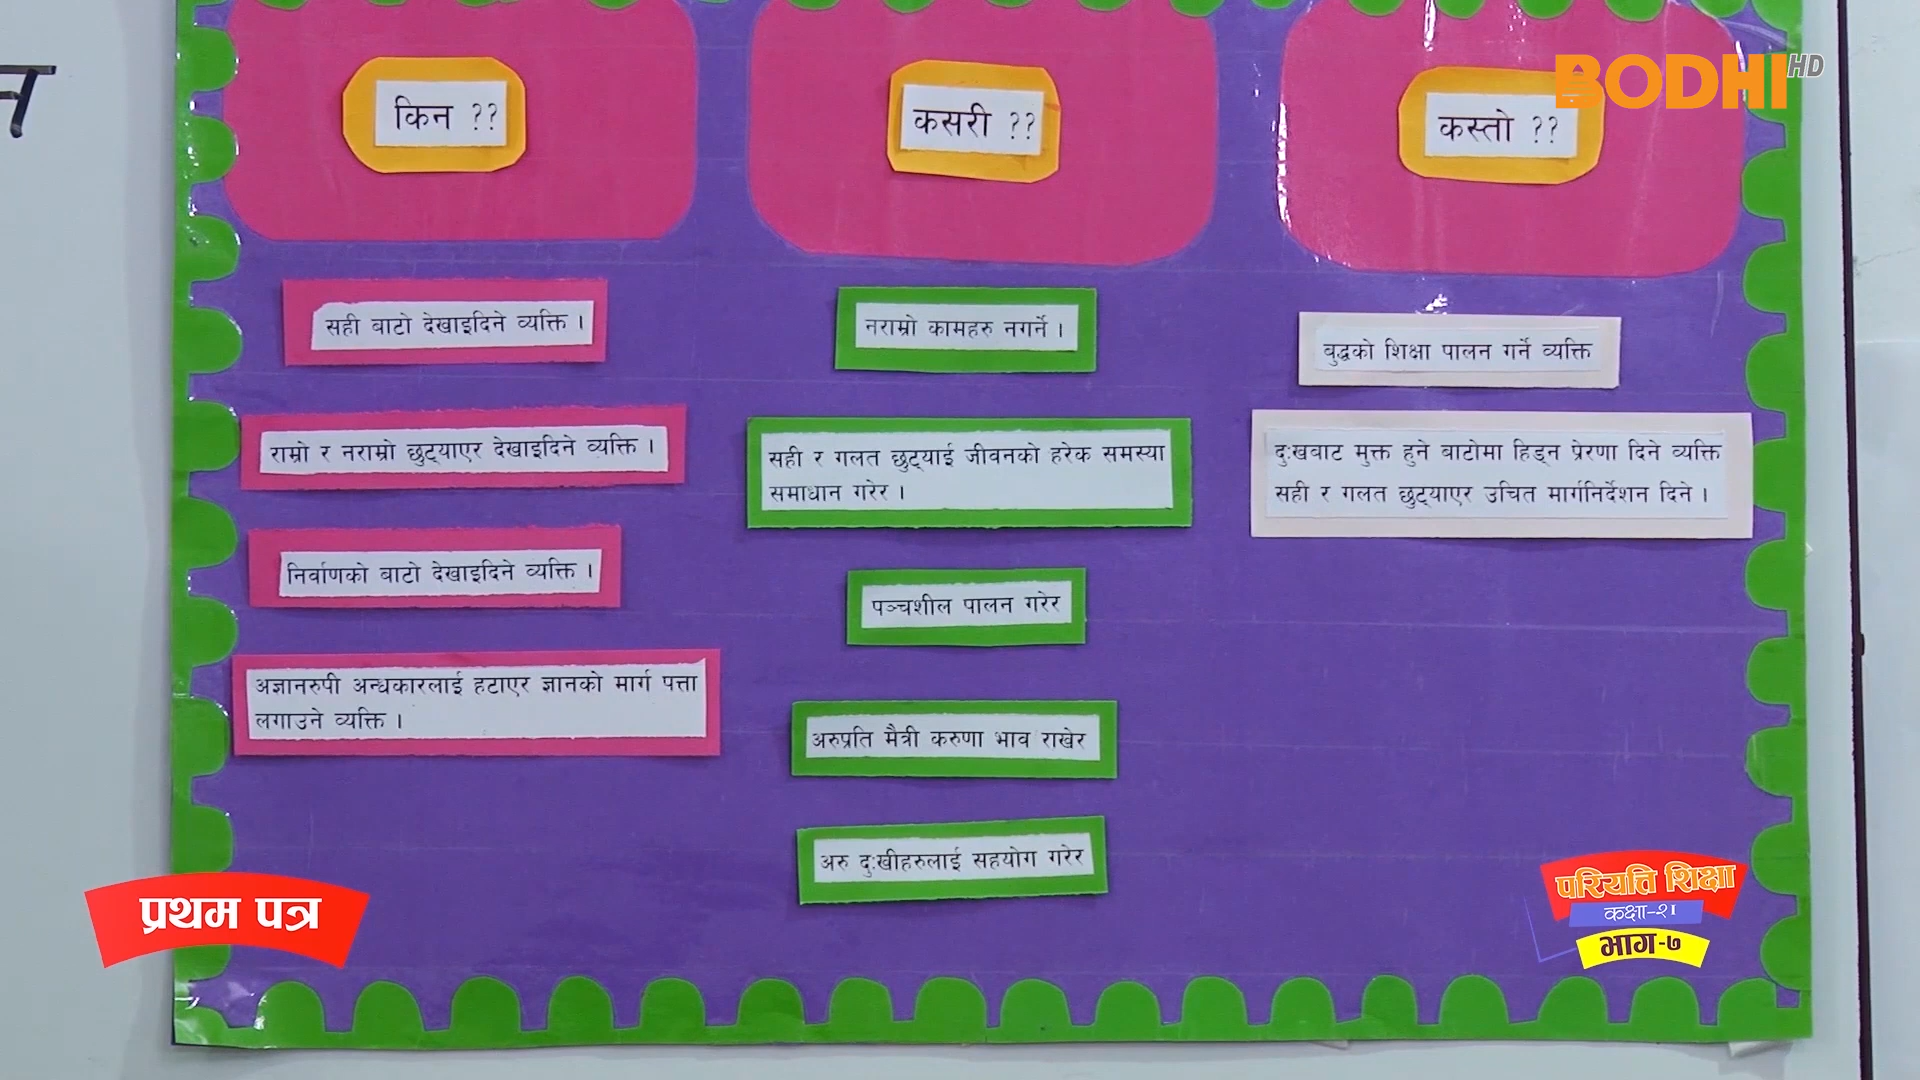 किन ??
सही बाटो देखाइदिने व्यक्ति ।
राम्रो र नराम्रो छुट्याएर देखाइदिने व्यक्ति ।
निर्वाणको बाटो देखाइदिने व्यक्ति ।
अज्ञानरुपी अन्धकारलाई हटाएर ज्ञानको मार्ग पत्ता
लगाउने व्यक्ति ।
कसरी ??
नराम्रो कामहरु नगर्ने ।
सही र गलत छुट्याई जीवनको हरेक समस्या
समाधान गरेर ।
पञ्चशील पालन गरेर
अरुप्रति मैत्री करुणा भाव राखेर
अरु दुःखीहरुलाई सहयोग गरेर
कस्तो ??
बुद्धको शिक्षा पालन गर्ने व्यक्ति
दुःखबाट मुक्त हुने बाटोमा हिड्न प्रेरणा दिने व्यक्ति
सही र गलत छुट्याएर उचित मार्गनिर्देशन दिने ।
BODHI HD
प्रथम पत्र
परियत्ति शिक्षा
कक्षा-२।
भाग-७